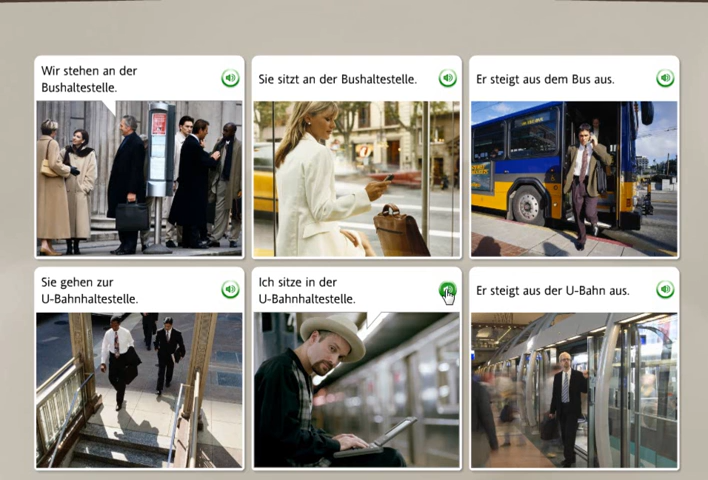 Wir stehen an der
Bushaltestelle.
Sie sitzt an der Bushaltestelle.
Er steigt aus dem Bus aus.
Sie gehen zur
U-Bahnhaltestelle.
Ich sitze in der
U-Bahnhaltestelle.
Er steigt aus der U-Bahn aus.